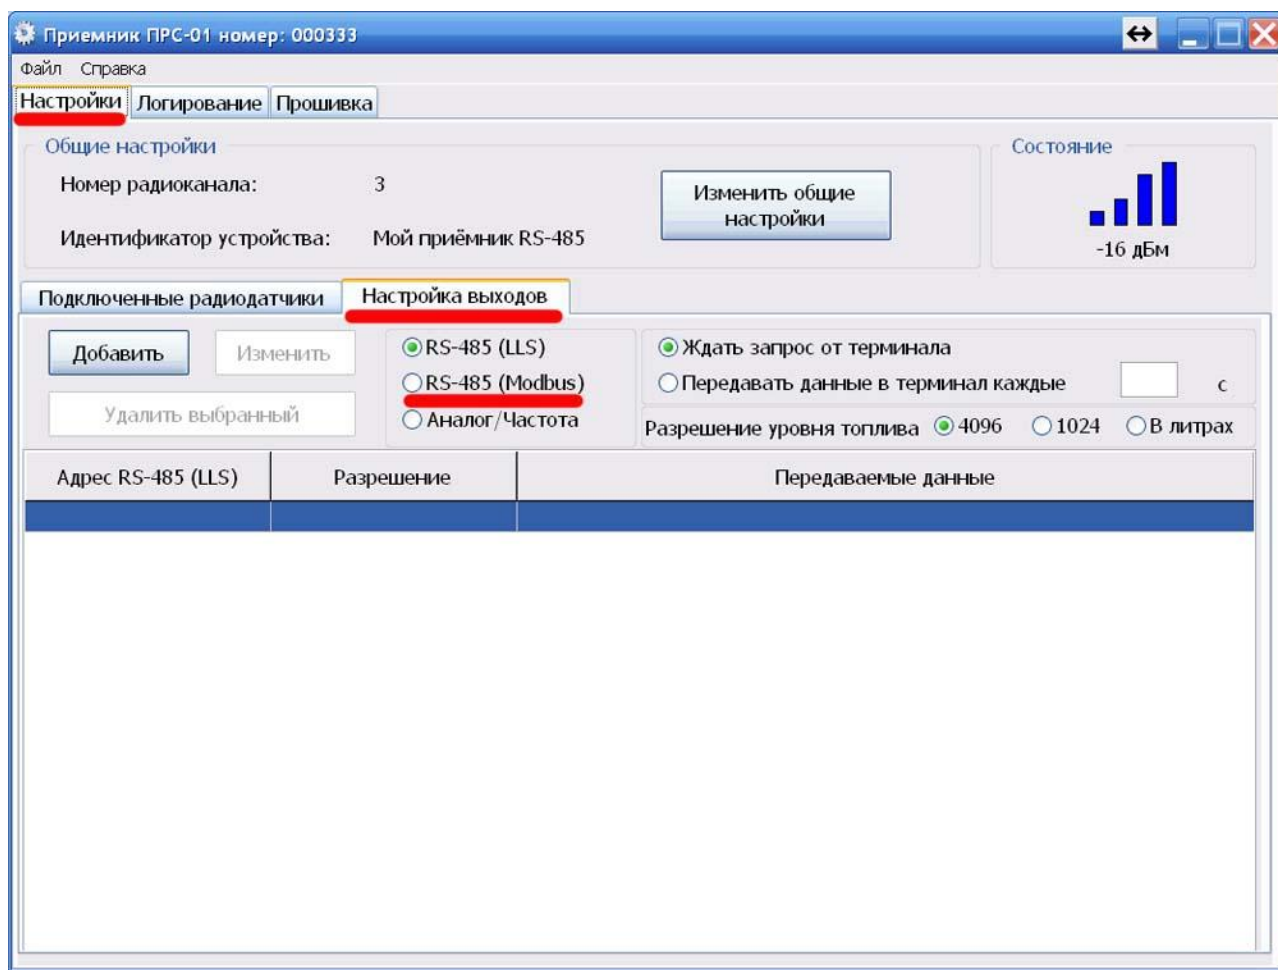 Приемник ПРС-01 номер: 000333
Файл Справка
Настройки Логирование Прошивка
Общие настройки
Состояние
Номер радиоканала: 3
Изменить общие
настройки
Идентификатор устройства: Мой приёмник RS-485
-16 дБм
Подключенные радиодатчики Настройка выходов
Добавить Изменить
RS-485 (LLS)
Ждать запрос от терминала
RS-485 (Modbus)
Передавать данные в терминал каждые с
Удалить выбранный
Аналог/Частота
Разрешение уровня топлива 4096 1024 В литрах
Адрес RS-485 (LLS) Разрешение Передаваемые данные